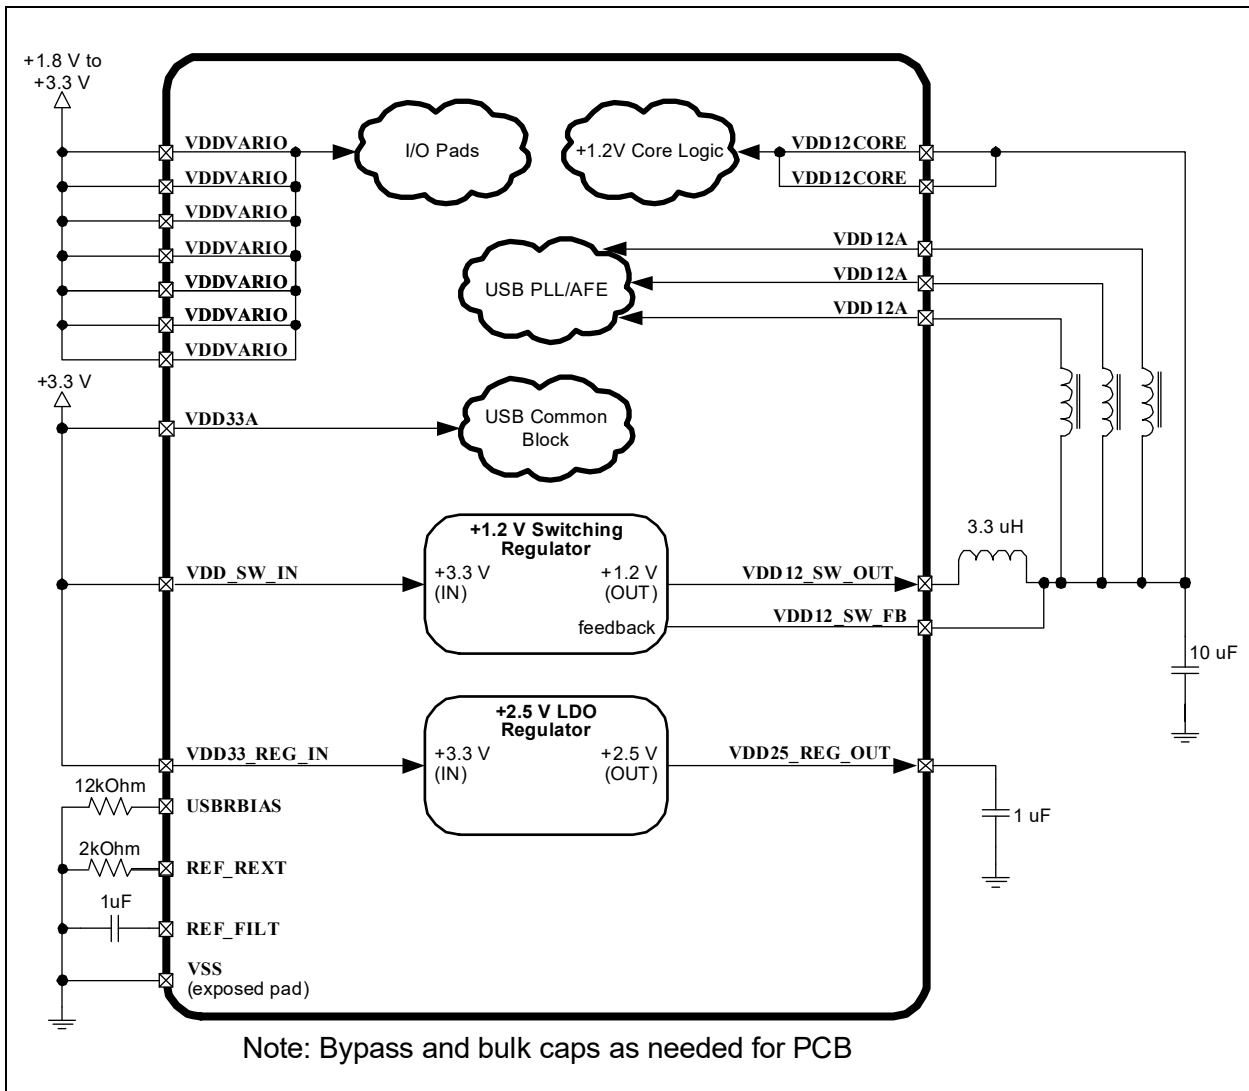 +1.8 V to
+3.3 V
VDDVARIO
I/O Pads
+1.2V Core Logic
VDD12CORE
VDDVARIO
VDD12CORE
VDDVARIO
VDDVARIO
VDD12A
VDDVARIO
USB PLL/AFE
VDD12A
VDDVARIO
VDD12A
VDDVARIO
+3.3 V
VDD33A
USB Common
Block
+1.2 V Switching
Regulator
3.3 uH
VDD_SW_IN
+3.3 V
(IN)
+1.2 V
(OUT)
VDD12_SW_OUT
feedback
VDD12_SW_FB
10 uF
+2.5 V LDO
Regulator
VDD33_REG_IN
+3.3 V
(IN)
+2.5 V
(OUT)
VDD25_REG_OUT
12kOhm
USBRBIAS
1 uF
2kOhm
REF_REXT
1uF
REF_FILT
VSS
(exposed pad)
Note: Bypass and bulk caps as needed for PCB